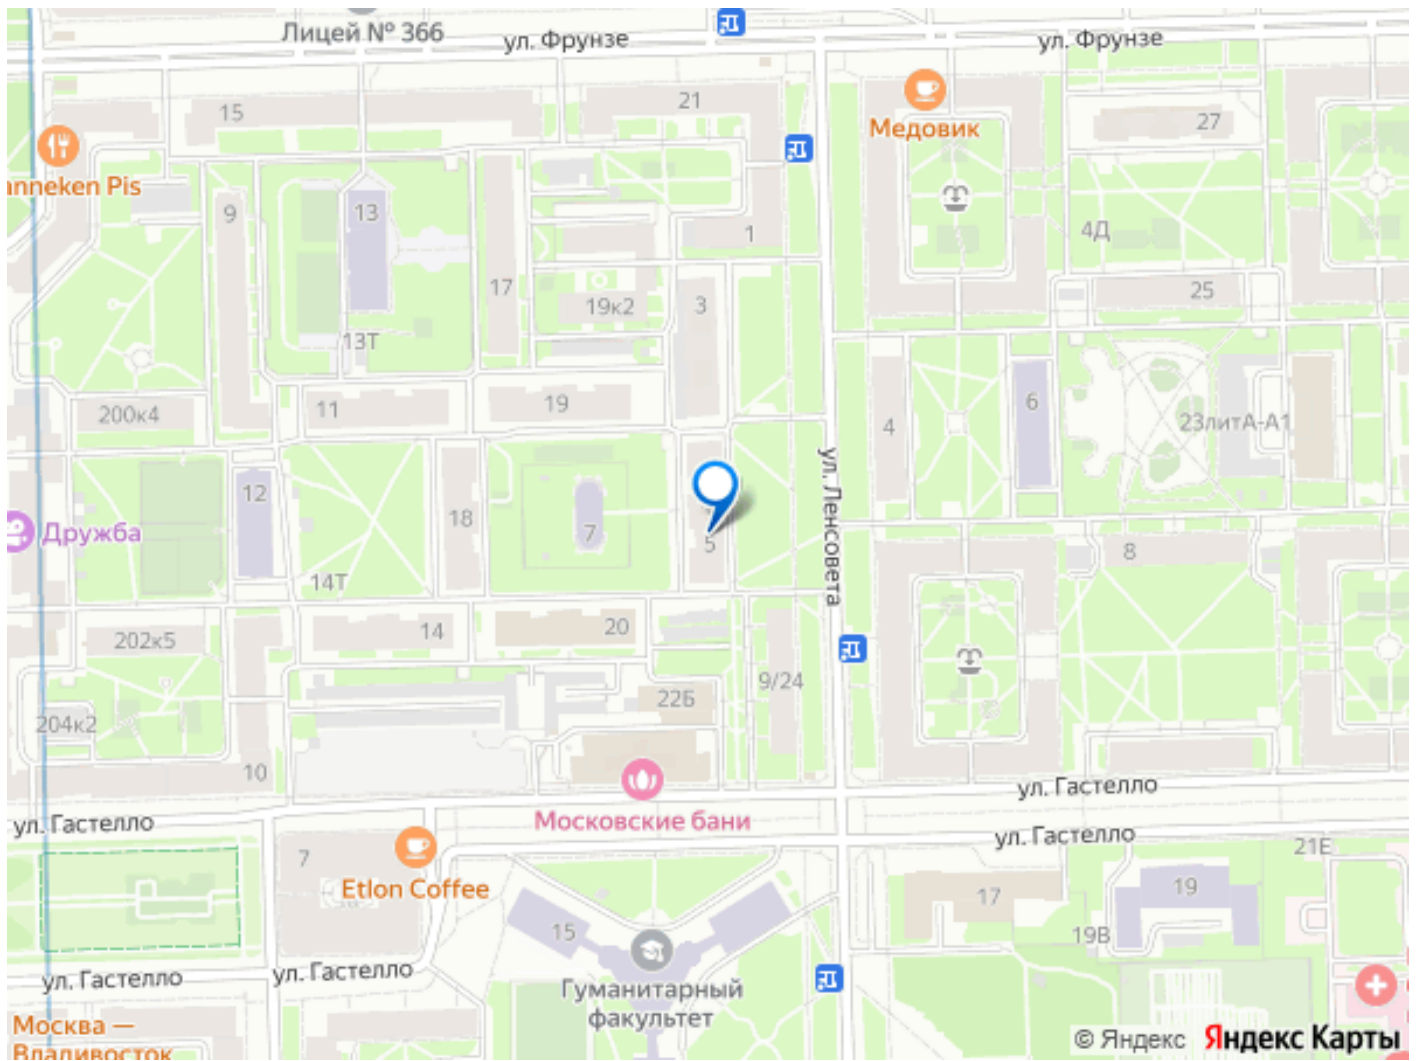 Лицей № 366
ул. Фрунзе
ул. Фрунзе
15
21
Медовик
27
anneken Pis
9
13
1
4Д
17
19к2
3
25
13Т
200к4
11
19
4
6
23литА-А1
ул. Ленсовета
12
18
7
5
8
Дружба
14Т
202к5
14
20
9/24
22Б
204к2
10
ул. Гастелло
Московские бани
ул. Гастелло
ул. Гастелло
7
Etlon Coffee
21Е
17
19
15
19В
ул. Гастелло
ул. Гастелло
Гуманитарный
факультет
Москва —
Владивосток
© Яндекс Яндекс Карты